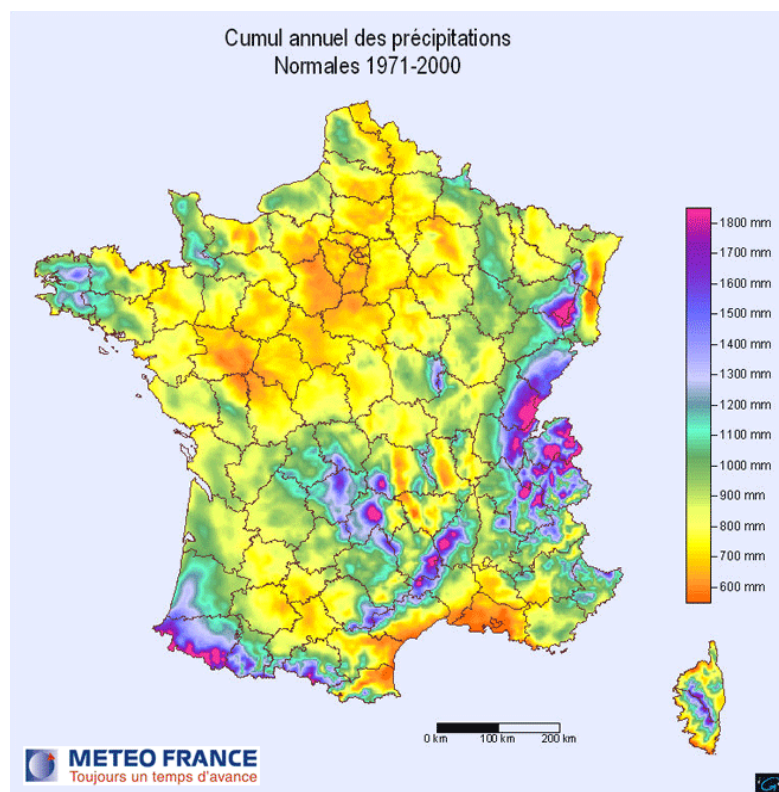 Cumul annuel des précipitations
Normales 1971-2000
1800 mm
1700 mm
1600 mm
1500 mm
1400 mm
1300 mm
1200 mm
1100 mm
1000 mm
900 mm
800 mm
700 mm
600 mm
0 km 100 km 200 km
METEO FRANCE
Toujours un temps d'avance